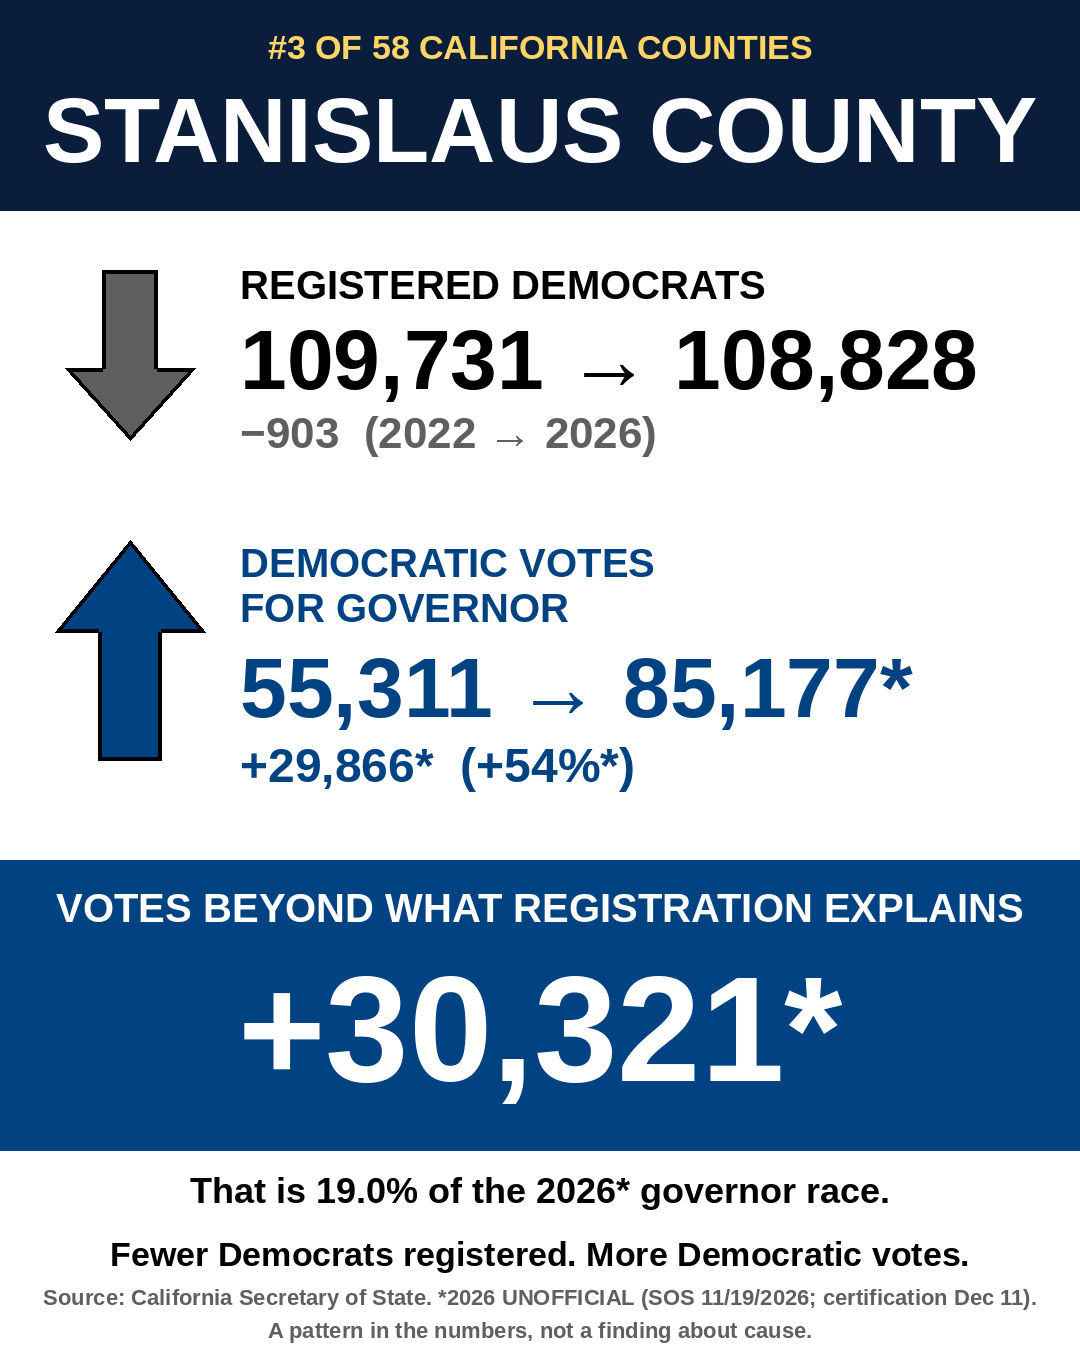 #3 OF 58 CALIFORNIA COUNTIES
STANISLAUS COUNTY
REGISTERED DEMOCRATS
109,731 → 108,828
−903 (2022 → 2026)
DEMOCRATIC VOTES
FOR GOVERNOR
55,311 → 85,177*
+29,866* (+54%*)
VOTES BEYOND WHAT REGISTRATION EXPLAINS
+30,321*
That is 19.0% of the 2026* governor race.
Fewer Democrats registered. More Democratic votes.
Source: California Secretary of State. *2026 UNOFFICIAL (SOS 11/19/2026; certification Dec 11).
A pattern in the numbers, not a finding about cause.